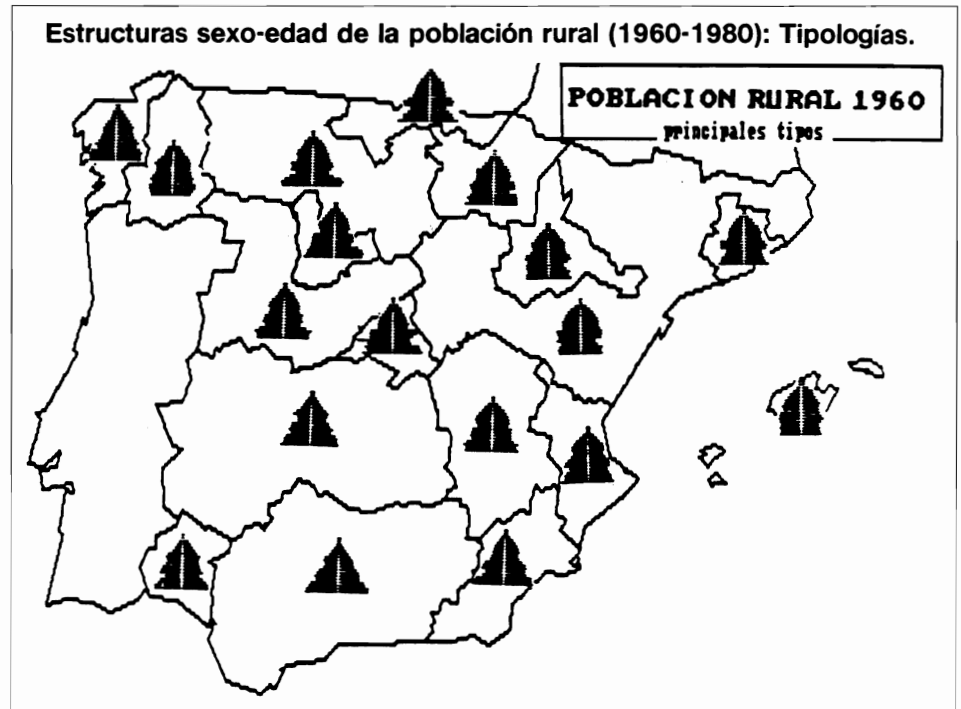 Estructuras sexo-edad de la población rural (1960-1980): Tipologías.
POBLACION RURAL 1960
principales tipos